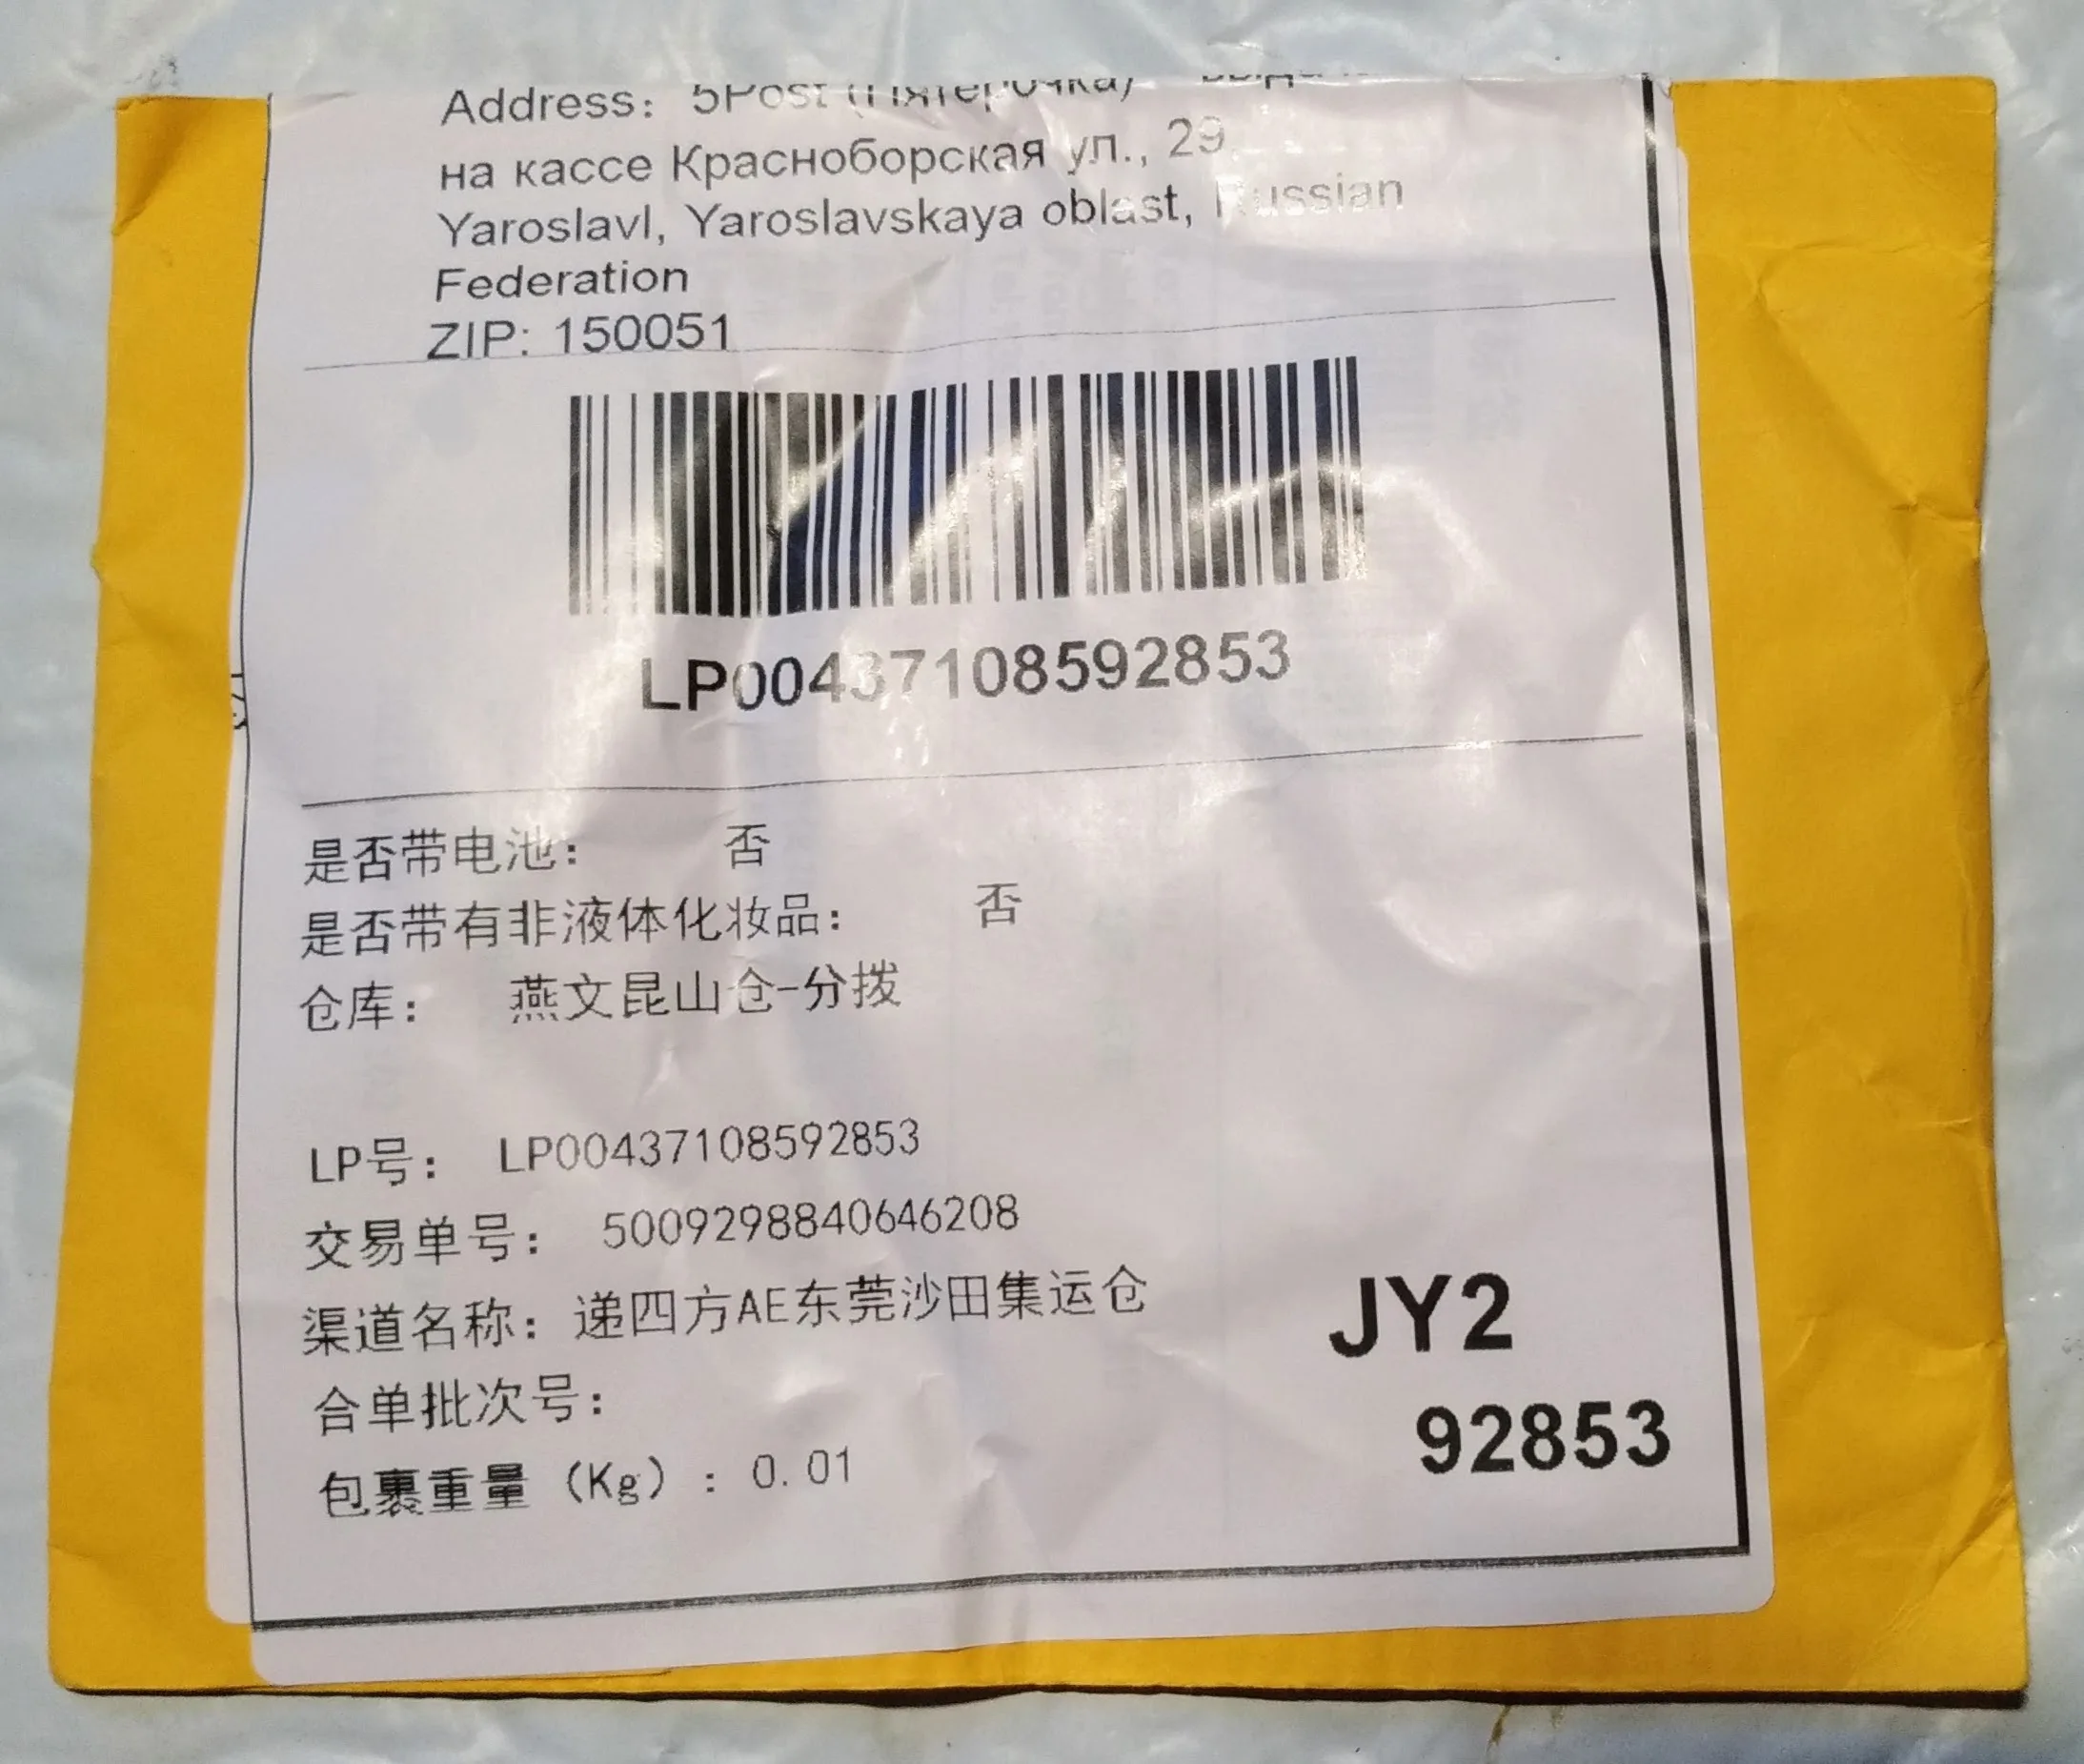 Address: 5Post (Пятерочка)
на кассе Красноборская ул., 29
Yaroslavl, Yaroslavskaya oblast, Russian
Federation
ZIP: 150051
LP00437108592853
是否带电池： 否
是否带有非液体化妆品： 否
仓库： 燕文昆山仓-分拨
LP号： LP00437108592853
交易单号： 5009298840646208
渠道名称：递四方AE东莞沙田集运仓
合单批次号：
包裹重量（Kg）：0.01
JY2
92853